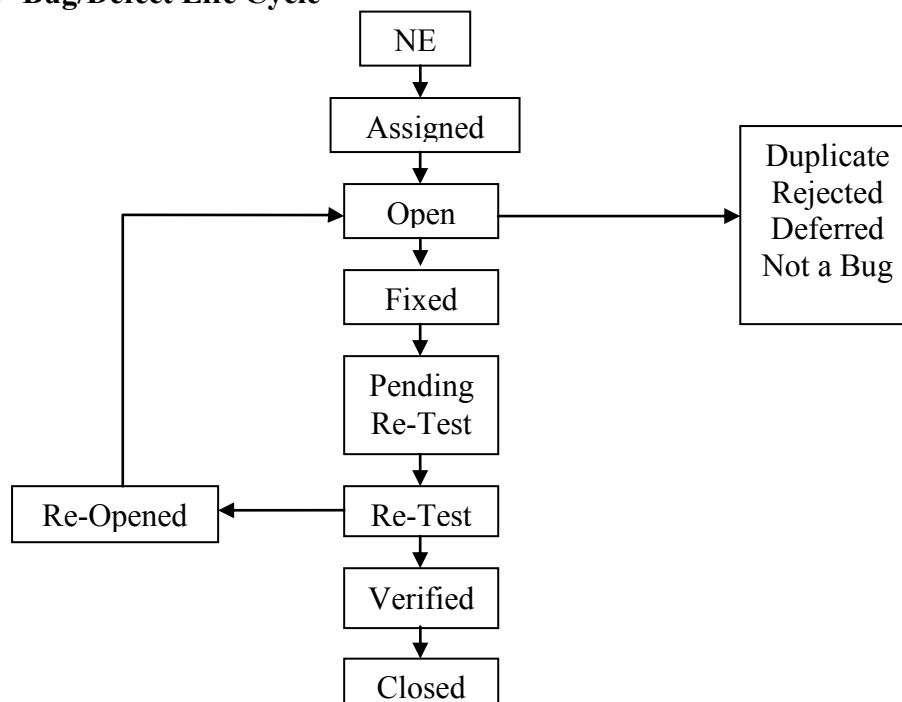 Bug/Defect Life Cycle
NE
Assigned
Open
Duplicate
Rejected
Deferred
Not a Bug
Fixed
Pending
Re-Test
Re-Opened
Re-Test
Verified
Closed